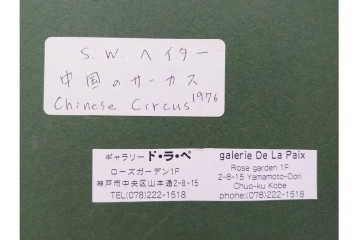 S.W. ヘイター
中国のサーカス
Chinese Circus 1976
ギャラリー ド・ラ・ペ
ローズガーデン1F
神戸市中央区山本通2-8-15
TEL(078)222-1518
galerie De La Paix
Rose garden 1F
2-8-15 Yamamoto-Dori
Chuo-ku Kobe
phone:(078)222-1518